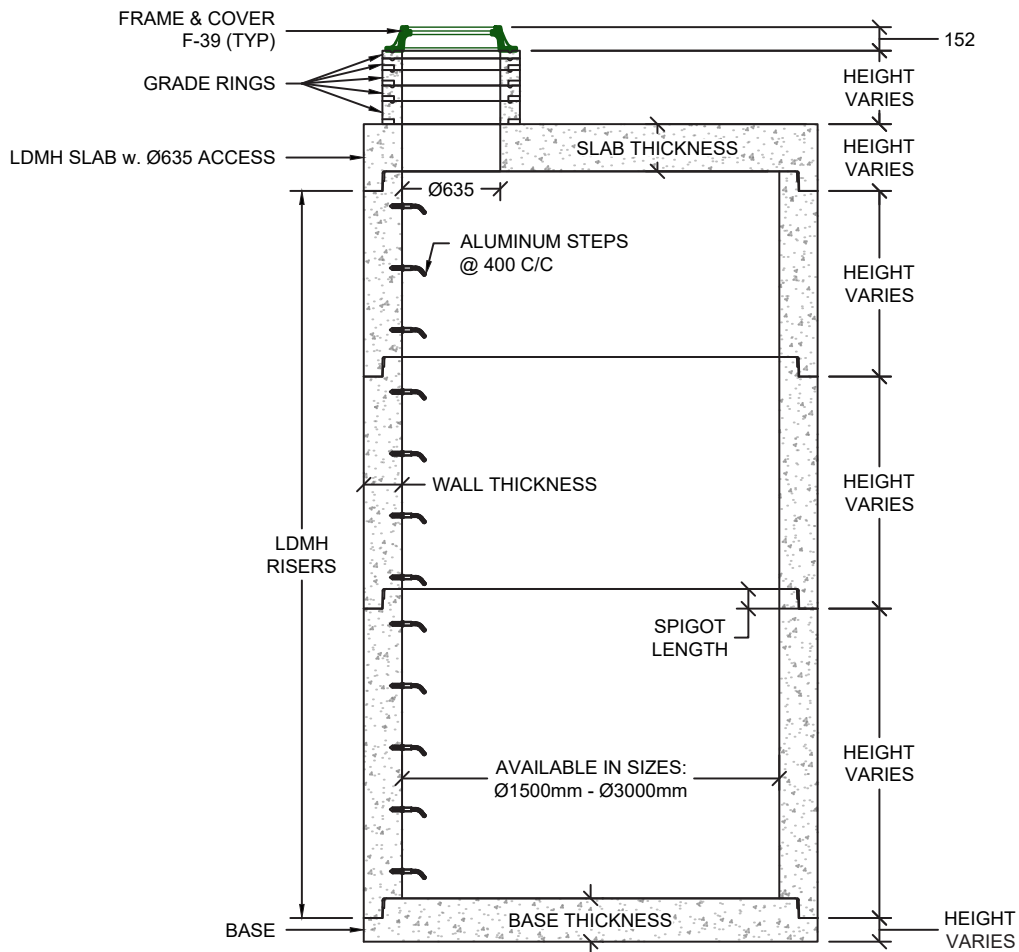 FRAME & COVER
F-39 (TYP)
152
GRADE RINGS
HEIGHT
VARIES
LDMH SLAB w. Ø635 ACCESS
SLAB THICKNESS
HEIGHT
VARIES
Ø635
ALUMINUM STEPS
@ 400 C/C
HEIGHT
VARIES
WALL THICKNESS
HEIGHT
VARIES
LDMH
RISERS
SPIGOT
LENGTH
HEIGHT
VARIES
AVAILABLE IN SIZES:
Ø1500mm - Ø3000mm
BASE THICKNESS
BASE
HEIGHT
VARIES